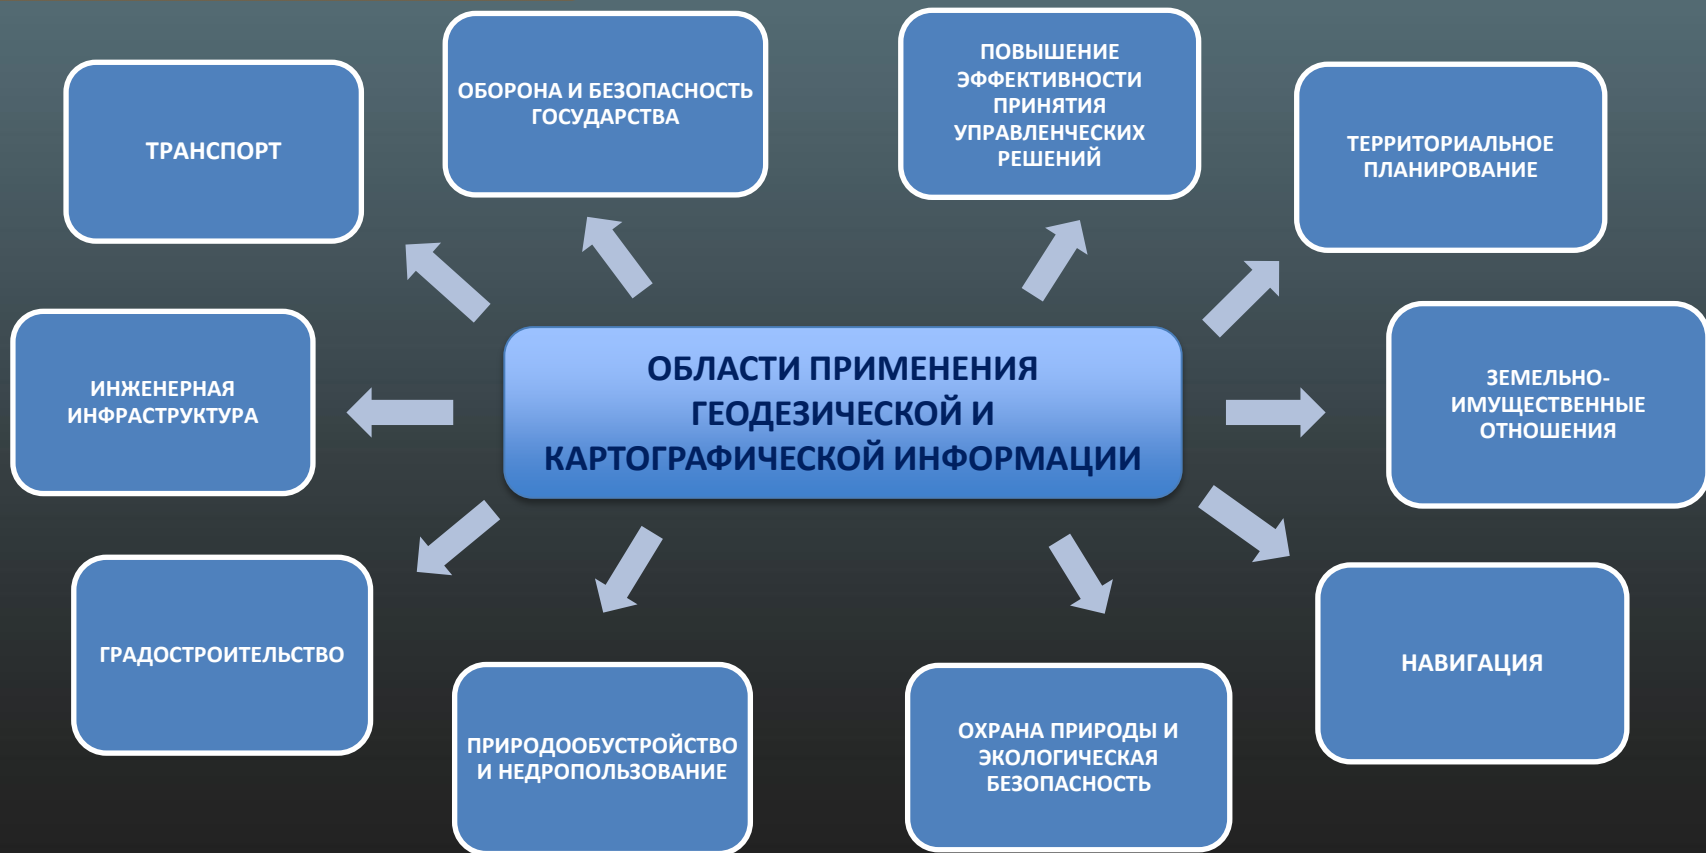 ОБОРОНА И БЕЗОПАСНОСТЬ
ГОСУДАРСТВА
ПОВЫШЕНИЕ
ЭФФЕКТИВНОСТИ
ПРИНЯТИЯ
УПРАВЛЕНЧЕСКИХ
РЕШЕНИЙ
ТРАНСПОРТ
ТЕРРИТОРИАЛЬНОЕ
ПЛАНИРОВАНИЕ
ОБЛАСТИ ПРИМЕНЕНИЯ
ГЕОДЕЗИЧЕСКОЙ И
КАРТОГРАФИЧЕСКОЙ ИНФОРМАЦИИ
ИНЖЕНЕРНАЯ
ИНФРАСТРУКТУРА
ЗЕМЕЛЬНО-
ИМУЩЕСТВЕННЫЕ
ОТНОШЕНИЯ
ГРАДОСТРОИТЕЛЬСТВО
НАВИГАЦИЯ
ПРИРОДООБУСТРОЙСТВО
И НЕДРОПОЛЬЗОВАНИЕ
ОХРАНА ПРИРОДЫ И
ЭКОЛОГИЧЕСКАЯ
БЕЗОПАСНОСТЬ